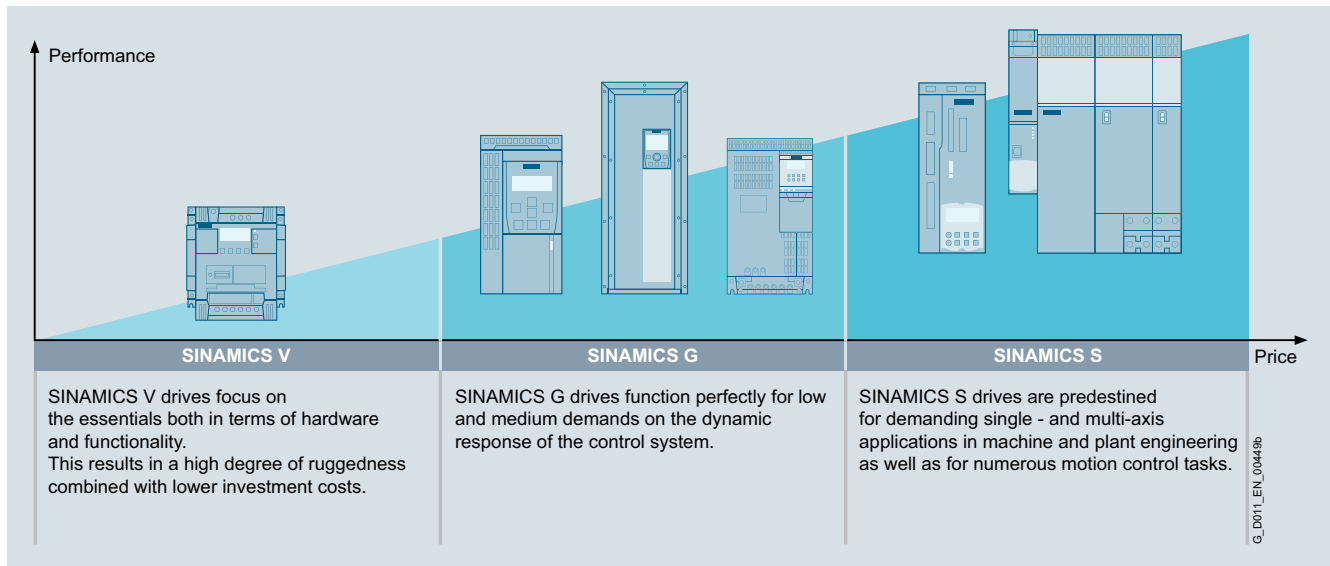 Performance
SINAMICS V
SINAMICS G
SINAMICS S
Price
SINAMICS V drives focus on
the essentials both in terms of hardware
and functionality.
This results in a high degree of ruggedness
combined with lower investment costs.
SINAMICS G drives function perfectly for low
and medium demands on the dynamic
response of the control system.
SINAMICS S drives are predestined
for demanding single - and multi-axis
applications in machine and plant engineering
as well as for numerous motion control tasks.
G_D011_EN_00449b